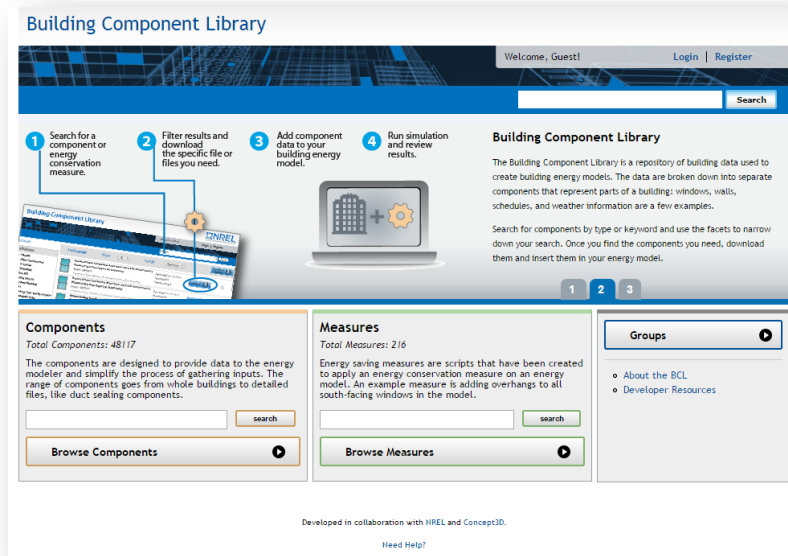 Building Component Library
Welcome, Guest!
Login | Register
Search
1 Search for a
component or
energy
conservation
measure.
2 Filter results and
download
the specific file or
files you need.
3 Add component
data to your
building energy
model.
4 Run simulation
and review
results.
Building Component Library
NREL
Building Component Library
The Building Component Library is a repository of building data used to
create building energy models. The data are broken down into separate
components that represent parts of a building: windows, walls,
schedules, and weather information are a few examples.
Search for components by type or keyword and use the facets to narrow
down your search. Once you find the components you need, download
them and insert them in your energy model.
1 2 3
Components
Total Components: 48117
The components are designed to provide data to the energy
modeler and simplify the process of gathering inputs. The
range of components goes from whole buildings to detailed
files, like duct sealing components.
search
Browse Components
Measures
Total Measures: 216
Energy saving measures are scripts that have been created
to apply an energy conservation measure on an energy
model. An example measure is adding overhangs to all
south-facing windows in the model.
search
Browse Measures
Groups
About the BCL
Developer Resources
Developed in collaboration with NREL and Concept3D.
Need Help?